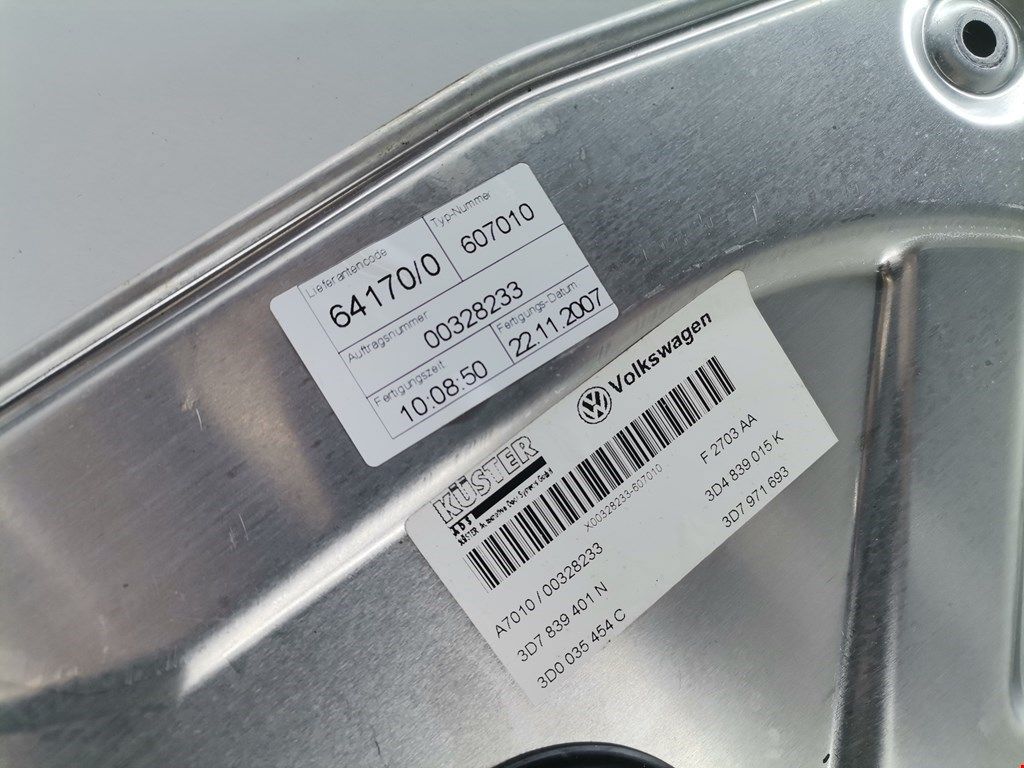 Lieferantencode
64170/0
Typ-Nummer
607010
Auftragsnummer
00328233
Fertigungszeit
10:08:50
Fertigungs-Datum
22.11.2007
KÜSTER
Volkswagen
X00328233-607010
A7010 / 00328233
F 2703 AA
3D7 839 401 N
3D4 839 015 K
3D0 035 454 C
3D7 971 693